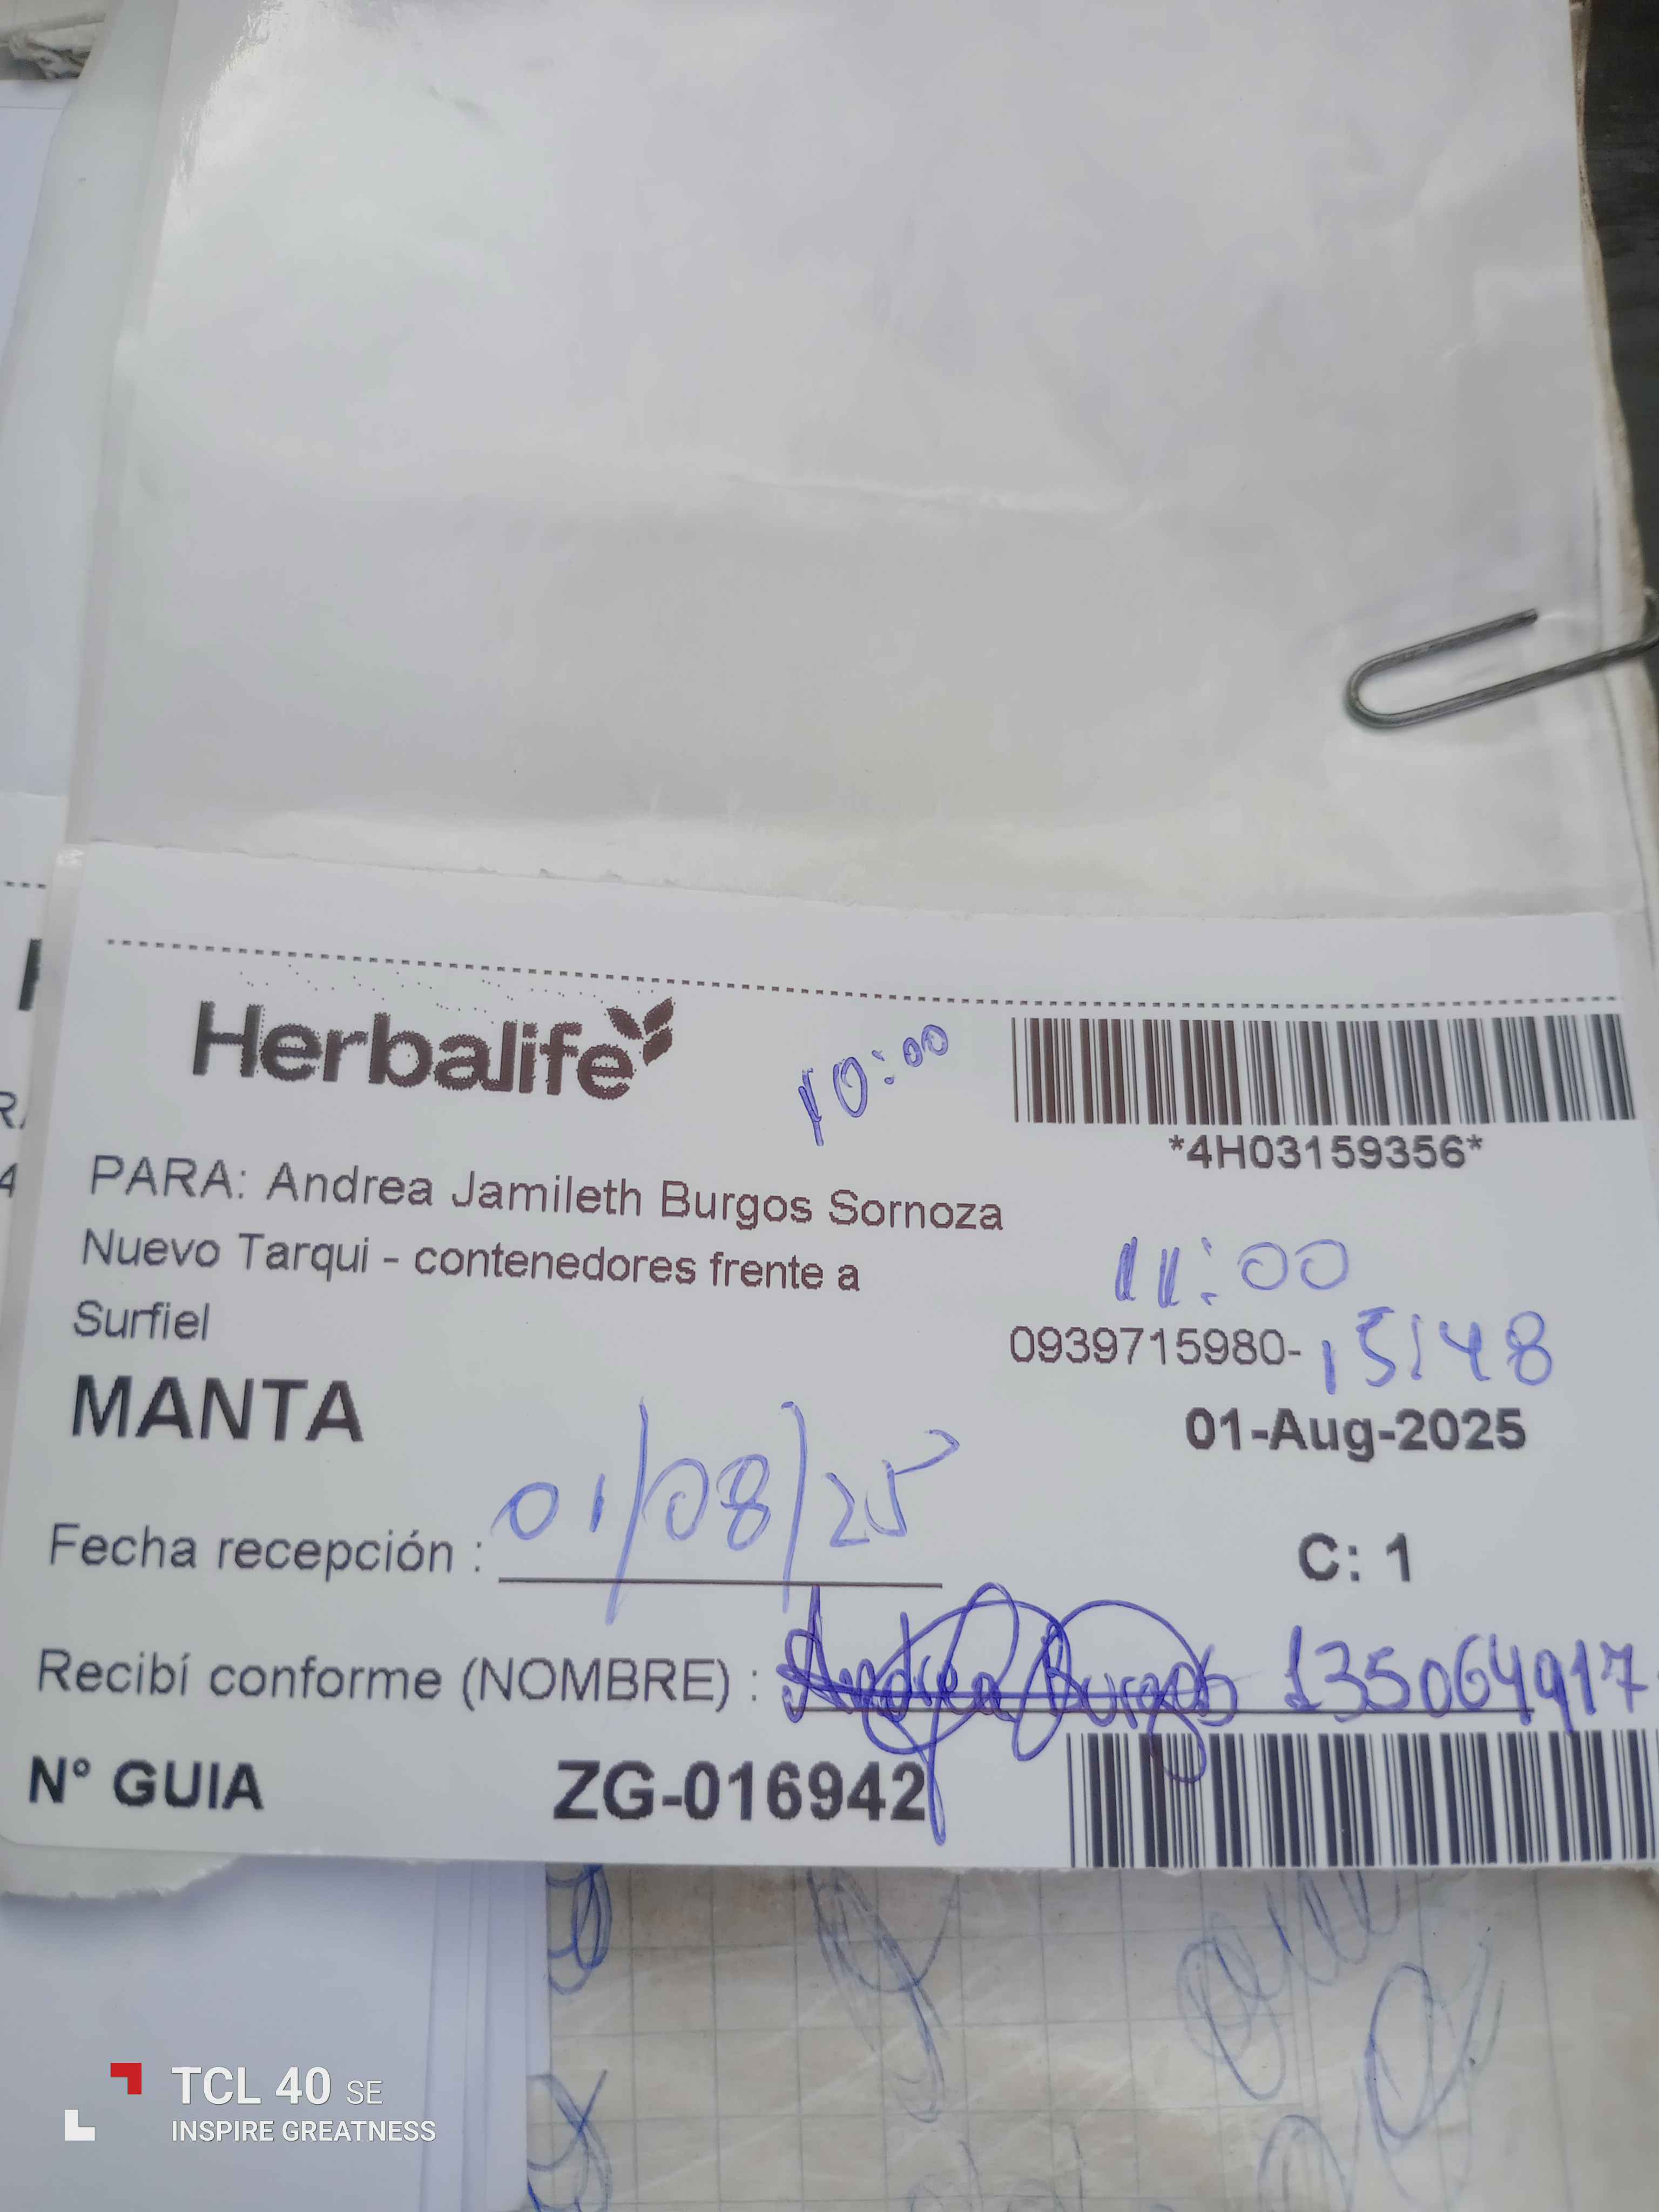 Herbalife
10:00
*4H03159356*
PARA: Andrea Jamileth Burgos Sornoza
Nuevo Tarqui - contenedores frente a
Surfiel
11:00
0939715980- 15:48
MANTA
01-Aug-2025
Fecha recepción : 01/08/25
C: 1
Recibí conforme (NOMBRE) : Andrea Burgos 135064917
N° GUIA ZG-016942
TCL 40 SE
INSPIRE GREATNESS